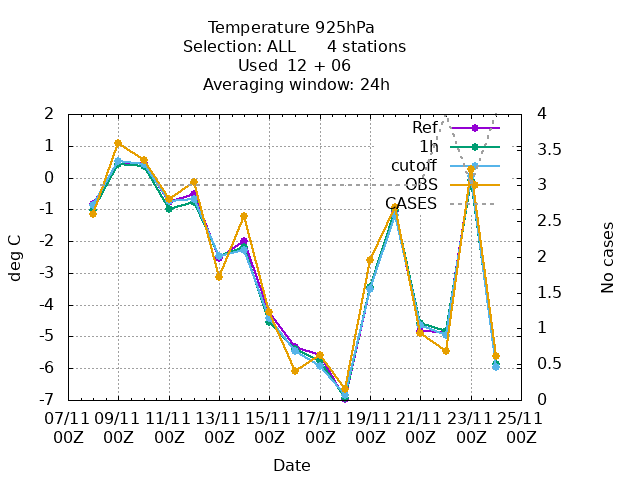 Temperature 925hPa
Selection: ALL 4 stations
Used 12 + 06
Averaging window: 24h
2
1
0
-1
-2
-3
-4
-5
-6
-7
deg C
4
3.5
3
2.5
2
1.5
1
0.5
0
No cases
Ref
1h
cutoff
OBS
CASES
07/11 09/11 11/11 13/11 15/11 17/11 19/11 21/11 23/11 25/11
00Z 00Z 00Z 00Z 00Z 00Z 00Z 00Z 00Z 00Z
Date